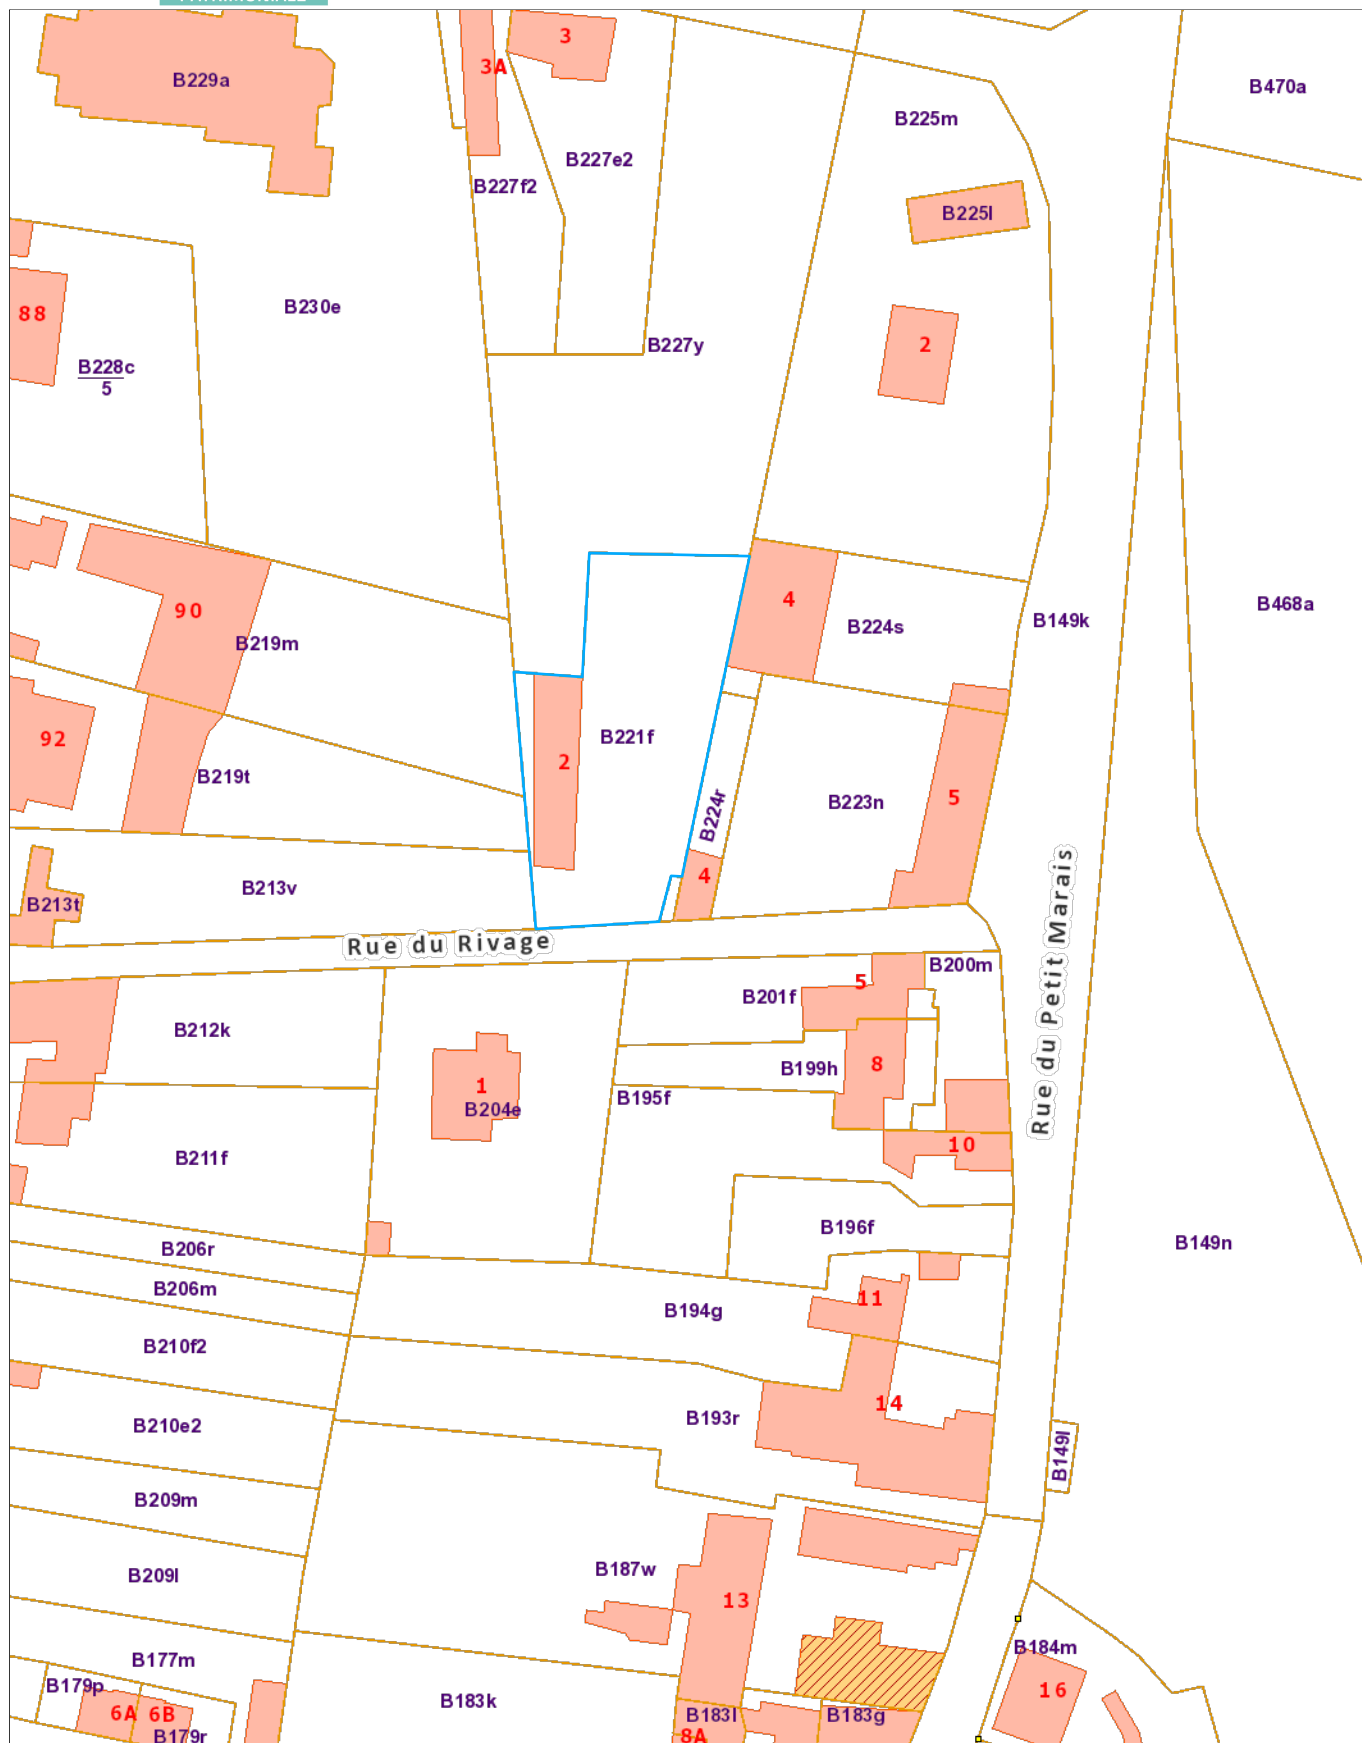 3
3A
B229a
B470a
B225m
B227e2
B227f2
B225l
B230e
88
2
B227y
B228c
5
4
90
B468a
B149k
B224s
B219m
92
B221f
2
B219t
5
B223n
B224r
4
B213v
B213t
Rue du Rivage
Rue du Petit Marais
B200m
5
B201f
B212k
8
B199h
1
B195f
B204e
10
B211f
B196f
B149n
B206r
B206m
11
B194g
B210f2
14
B193r
B210e2
B149l
B209m
B187w
B209l
13
B184m
B177m
B179p
16
B183k
6A
6B
B183l
B183g
B179r
8A